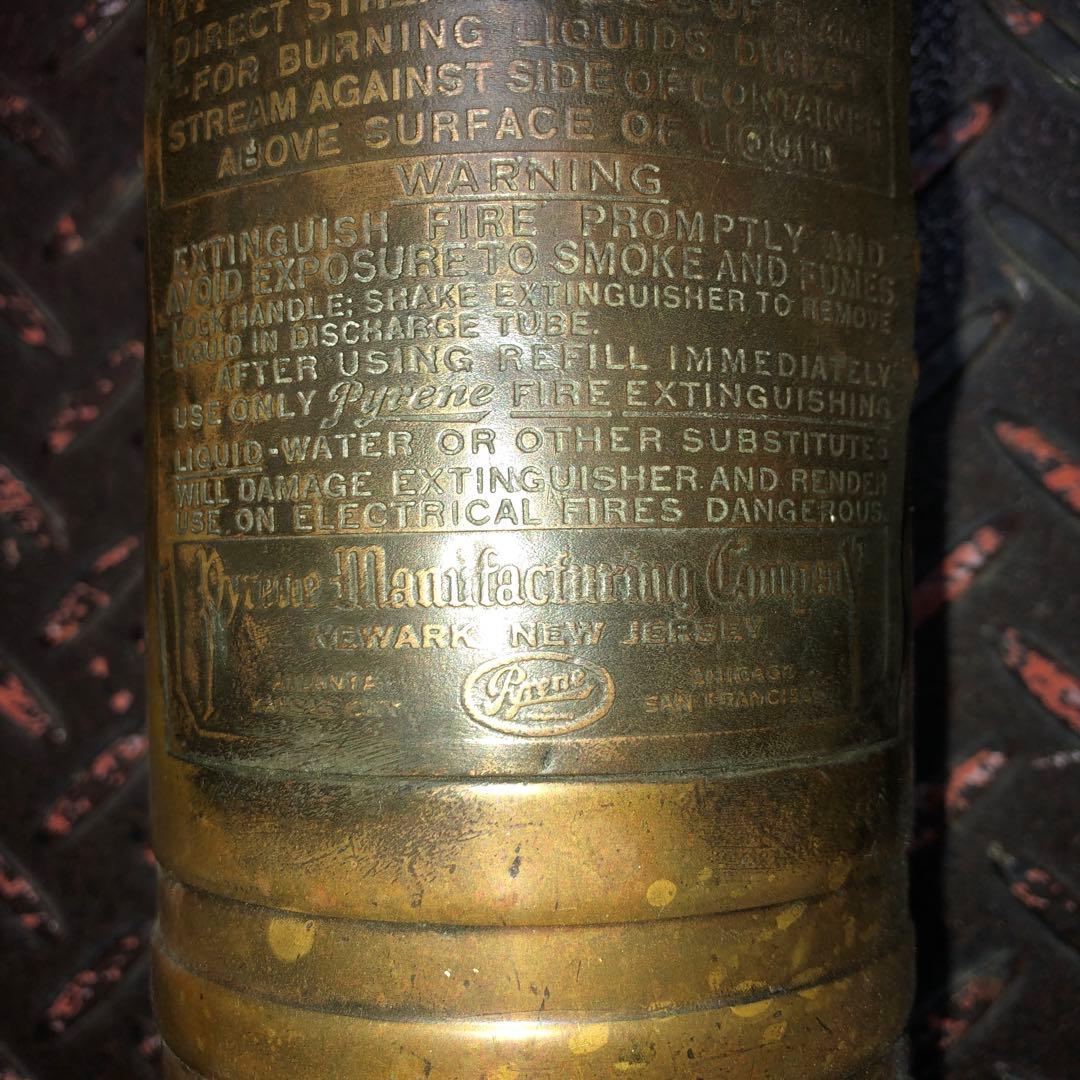 DIRECT STREAM OF
-FOR BURNING LIQUIDS DIRECT
STREAM AGAINST SIDE OF CONTAINER
ABOVE SURFACE OF LIQUID
WARNING
EXTINGUISH FIRE PROMPTLY AND
AVOID EXPOSURE TO SMOKE AND FUMES
LOCK HANDLE; SHAKE EXTINGUISHER TO REMOVE
LIQUID IN DISCHARGE TUBE.
AFTER USING REFILL IMMEDIATELY
USE ONLY Pyrene FIRE EXTINGUISHING
LIQUID-WATER OR OTHER SUBSTITUTES
WILL DAMAGE EXTINGUISHER AND RENDER
USE ON ELECTRICAL FIRES DANGEROUS.
Pyrene Manufacturing Company
NEWARK NEW JERSEY
ATLANTA CHICAGO
KANSAS CITY Pyrene SAN FRANCISCO